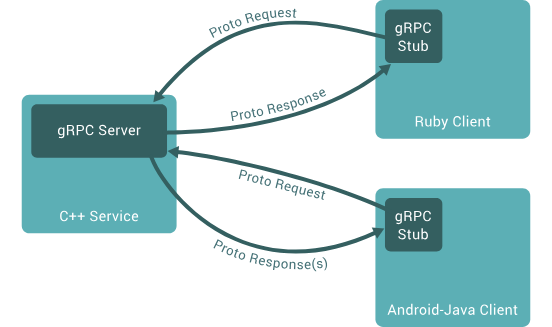 Proto Request
gRPC
Stub
Ruby Client
Proto Response
gRPC Server
C++ Service
Proto Request
gRPC
Stub
Proto Response(s)
Android-Java Client